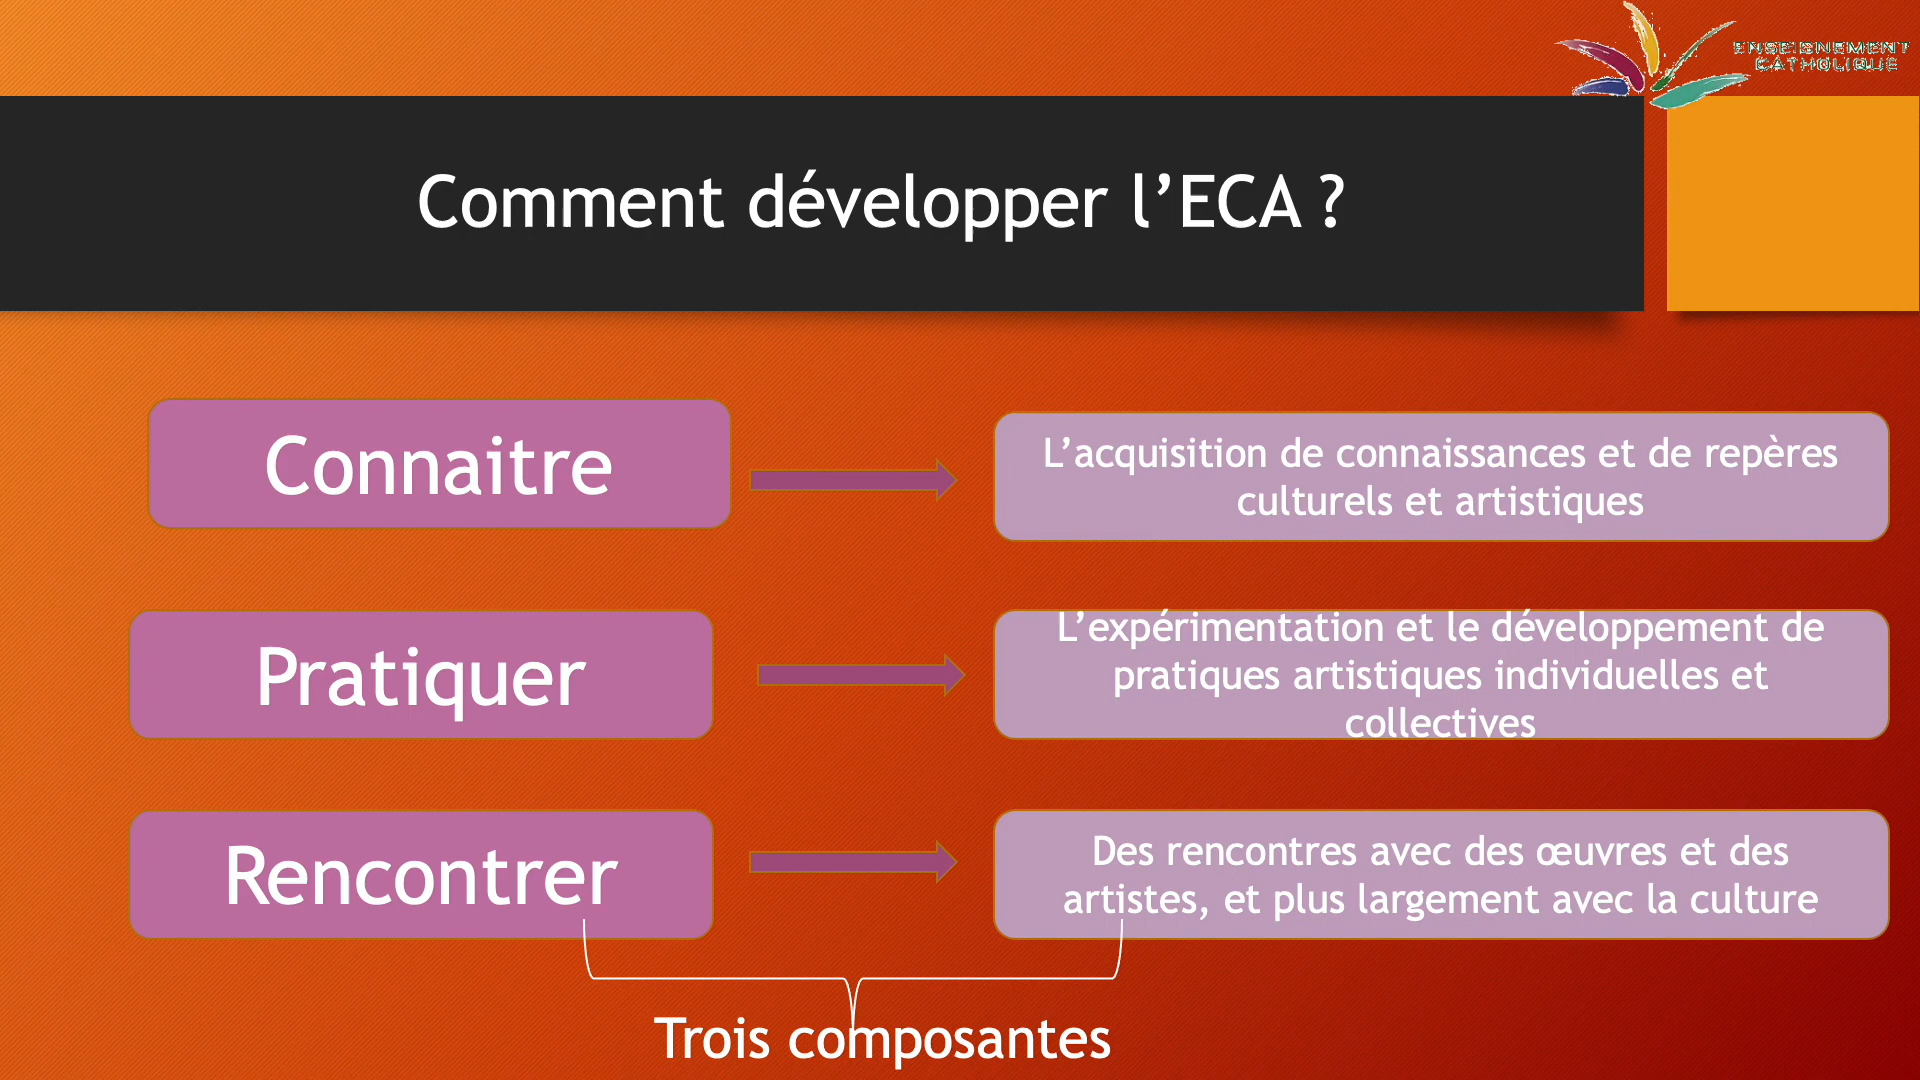 ENSEIGNEMENT
CATHOLIQUE
Comment développer l’ECA ?
Connaitre
L’acquisition de connaissances et de repères
culturels et artistiques
Pratiquer
L’expérimentation et le développement de
pratiques artistiques individuelles et
collectives
Rencontrer
Des rencontres avec des œuvres et des
artistes, et plus largement avec la culture
Trois composantes